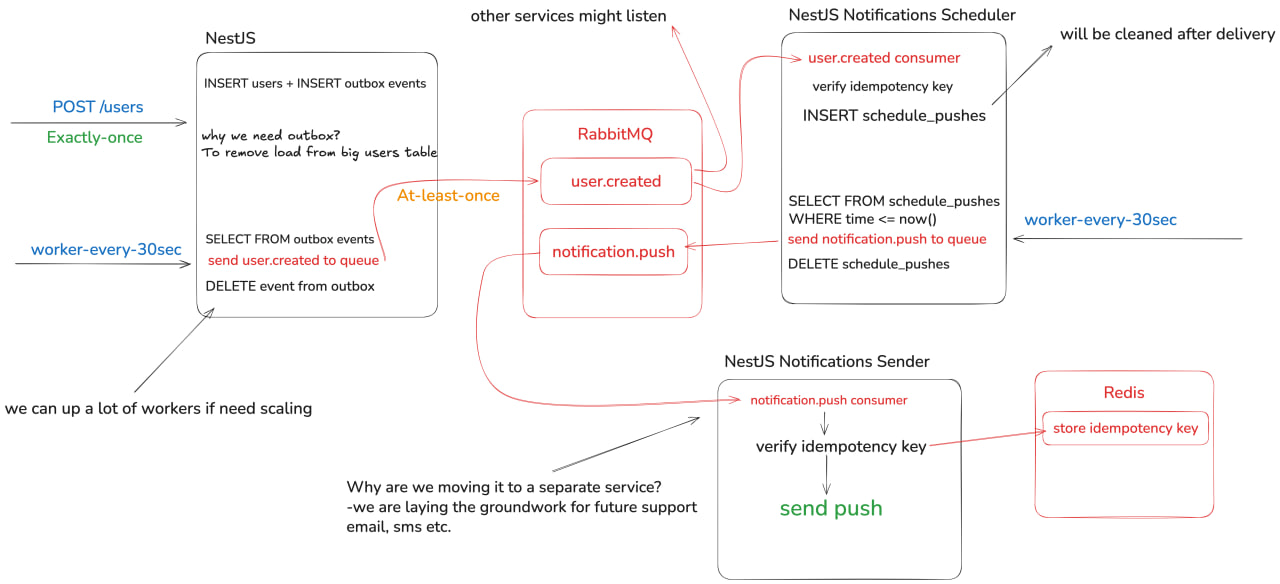 NestJS
INSERT users + INSERT outbox events
POST /users
Exactly-once
why we need outbox?
To remove load from big users table
worker-every-30sec
SELECT FROM outbox events
send user.created to queue
DELETE event from outbox
we can up a lot of workers if need scaling
At-least-once
other services might listen
RabbitMQ
user.created
notification.push
NestJS Notifications Scheduler
user.created consumer
verify idempotency key
INSERT schedule_pushes
will be cleaned after delivery
SELECT FROM schedule_pushes
WHERE time <= now()
send notification.push to queue
DELETE schedule_pushes
worker-every-30sec
NestJS Notifications Sender
notification.push consumer
verify idempotency key
send push
Redis
store idempotency key
Why are we moving it to a separate service?
-we are laying the groundwork for future support
email, sms etc.